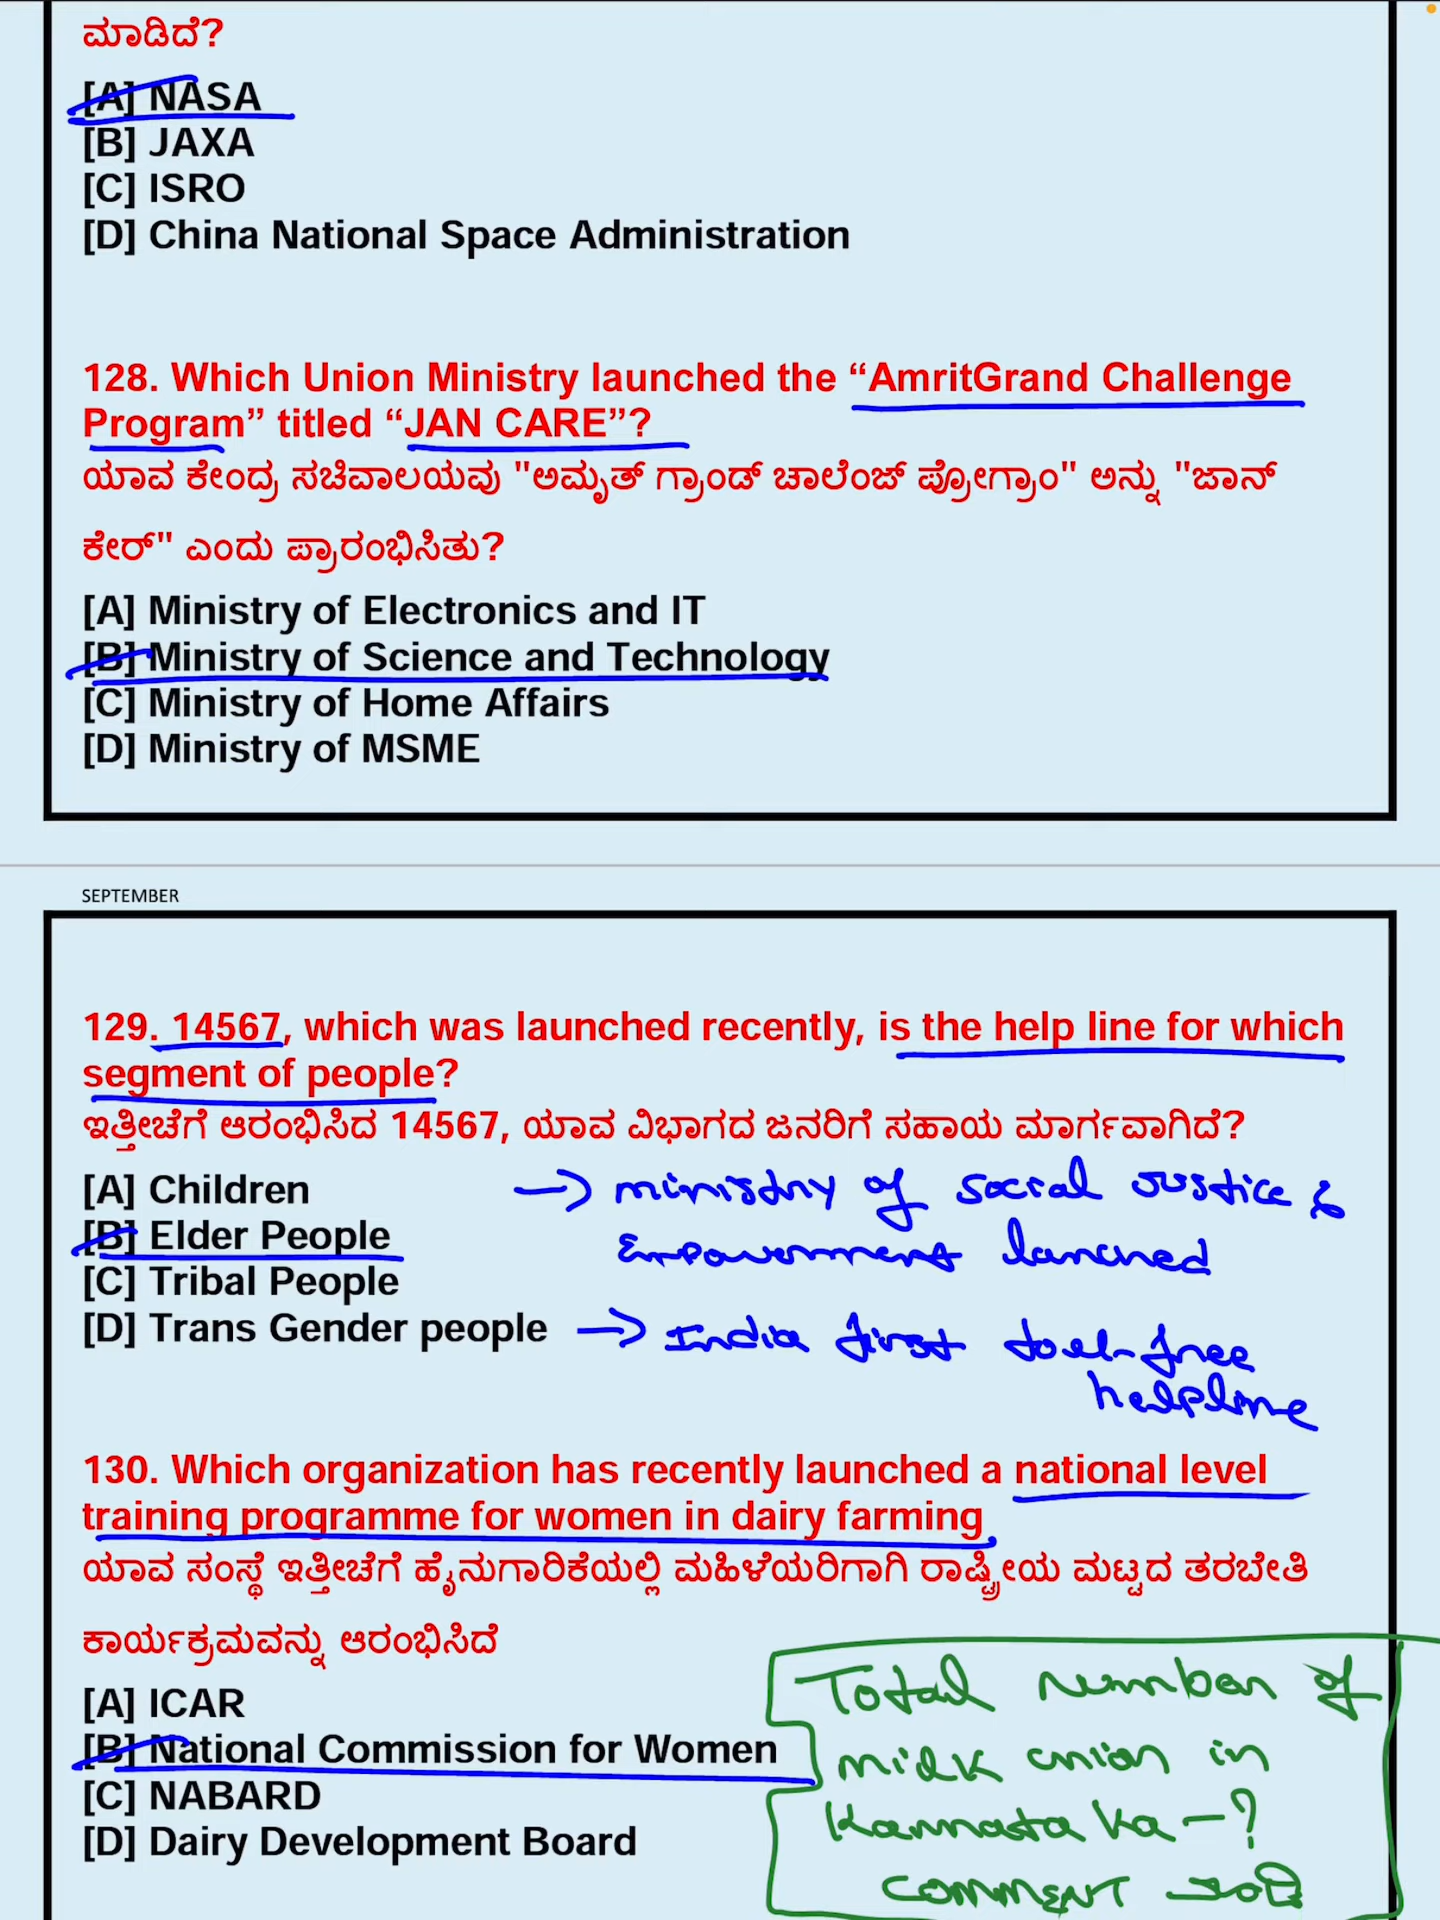 ಮಾಡಿದೆ?
[A] NASA
[B] JAXA
[C] ISRO
[D] China National Space Administration
128. Which Union Ministry launched the “AmritGrand Challenge
Program” titled “JAN CARE”?
ಯಾವ ಕೇಂದ್ರ ಸಚಿವಾಲಯವು "ಅಮೃತ್ ಗ್ರಾಂಡ್ ಚಾಲೆಂಜ್ ಪ್ರೋಗ್ರಾಂ" ಅನ್ನು "ಜಾನ್
ಕೇರ್" ಎಂದು ಪ್ರಾರಂಭಿಸಿತು?
[A] Ministry of Electronics and IT
[B] Ministry of Science and Technology
[C] Ministry of Home Affairs
[D] Ministry of MSME
SEPTEMBER
129. 14567, which was launched recently, is the help line for which
segment of people?
ಇತ್ತೀಚೆಗೆ ಆರಂಭಿಸಿದ 14567, ಯಾವ ವಿಭಾಗದ ಜನರಿಗೆ ಸಹಾಯ ಮಾರ್ಗವಾಗಿದೆ?
[A] Children → ministry of social Justice &
[B] Elder People Empowerment launched
[C] Tribal People
[D] Trans Gender people → India first toll-free
helpline
130. Which organization has recently launched a national level
training programme for women in dairy farming
ಯಾವ ಸಂಸ್ಥೆ ಇತ್ತೀಚೆಗೆ ಹೈನುಗಾರಿಕೆಯಲ್ಲಿ ಮಹಿಳೆಯರಿಗಾಗಿ ರಾಷ್ಟ್ರೀಯ ಮಟ್ಟದ ತರಬೇತಿ
ಕಾರ್ಯಕ್ರಮವನ್ನು ಆರಂಭಿಸಿದೆ
[A] ICAR
[B] National Commission for Women
[C] NABARD
[D] Dairy Development Board
Total number of
milk union in
Karnataka – ?
comment